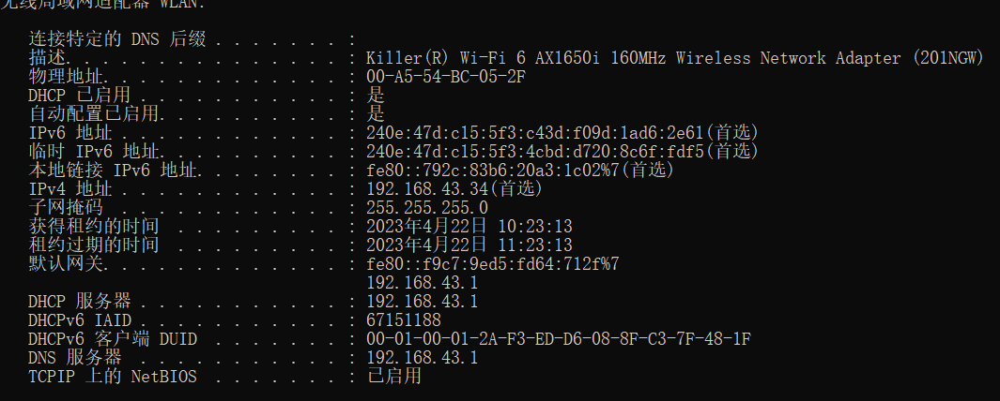 无线局域网适配器 WLAN:
连接特定的 DNS 后缀 . . . . . . . :
描述. . . . . . . . . . . . . . . : Killer(R) Wi-Fi 6 AX1650i 160MHz Wireless Network Adapter (201NGW)
物理地址. . . . . . . . . . . . . : 00-A5-54-BC-05-2F
DHCP 已启用 . . . . . . . . . . . : 是
自动配置已启用. . . . . . . . . . : 是
IPv6 地址 . . . . . . . . . . . . : 240e:47d:c15:5f3:c43d:f09d:1ad6:2e61(首选)
临时 IPv6 地址. . . . . . . . . . : 240e:47d:c15:5f3:4cbd:d720:8c6f:fdf5(首选)
本地链接 IPv6 地址. . . . . . . . : fe80::792c:83b6:20a3:1c02%7(首选)
IPv4 地址 . . . . . . . . . . . . : 192.168.43.34(首选)
子网掩码  . . . . . . . . . . . . : 255.255.255.0
获得租约的时间  . . . . . . . . . : 2023年4月22日 10:23:13
租约过期的时间  . . . . . . . . . : 2023年4月22日 11:23:13
默认网关. . . . . . . . . . . . . : fe80::f9c7:9ed5:fd64:712f%7
192.168.43.1
DHCP 服务器 . . . . . . . . . . . : 192.168.43.1
DHCPv6 IAID . . . . . . . . . . . : 67151188
DHCPv6 客户端 DUID  . . . . . . . : 00-01-00-01-2A-F3-ED-D6-08-8F-C3-7F-48-1F
DNS 服务器  . . . . . . . . . . . : 192.168.43.1
TCPIP 上的 NetBIOS  . . . . . . . : 已启用